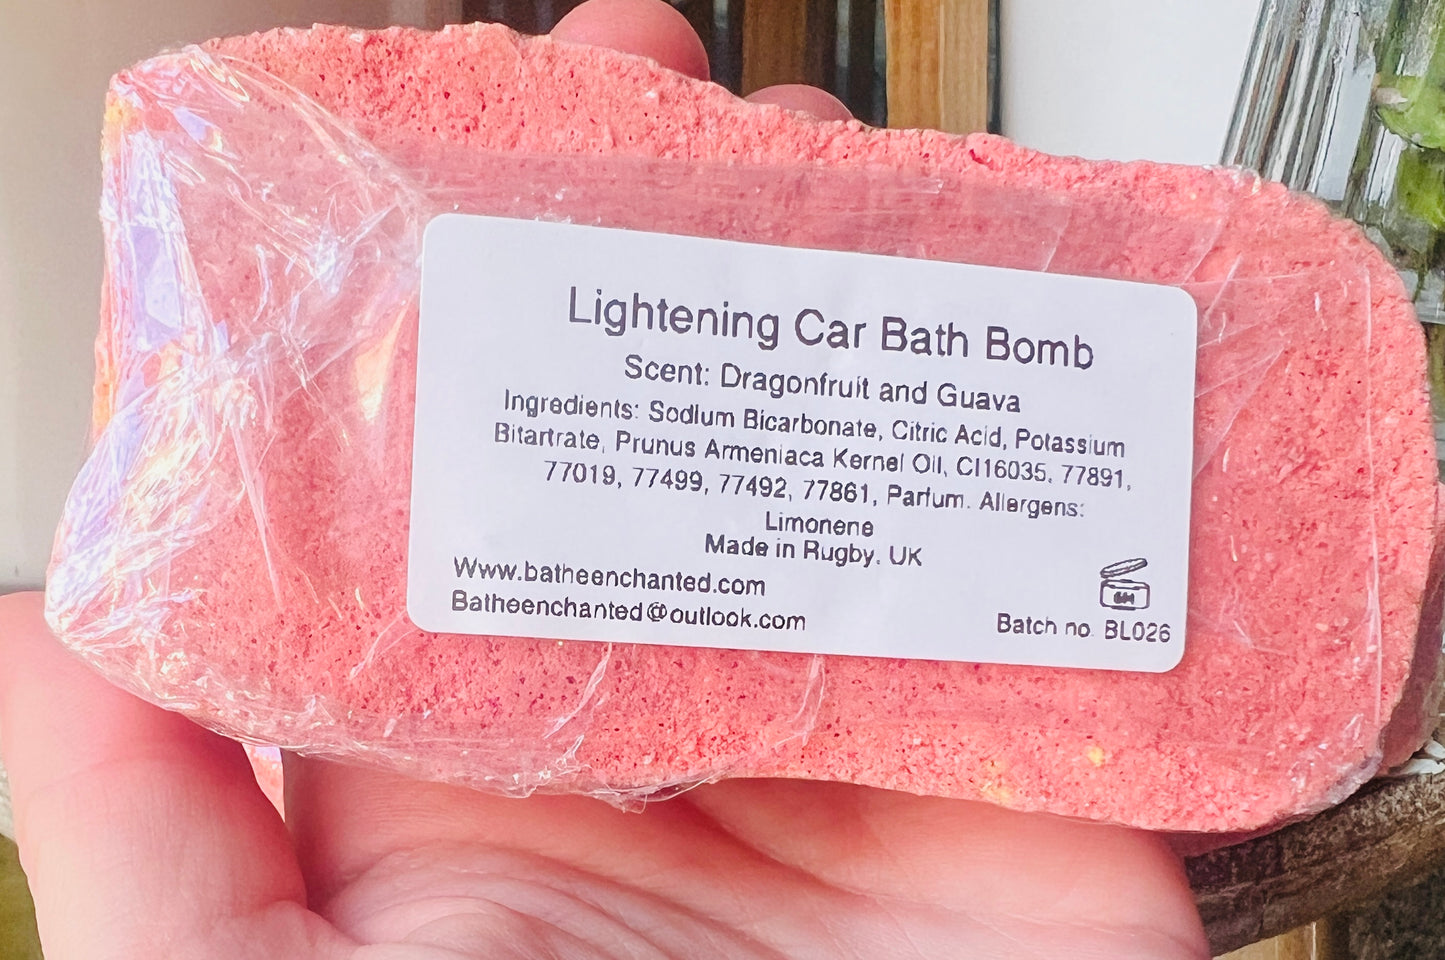 Lightening Car Bath Bomb
Scent: Dragonfruit and Guava
Ingredients: Sodium Bicarbonate, Citric Acid, Potassium
Bitartrate, Prunus Armeniaca Kernel Oil, CI16035, 77891,
77019, 77499, 77492, 77861, Parfum. Allergens:
Limonene
Made in Rugby, UK
Www.batheenchanted.com
Batheenchanted@outlook.com
Batch no. BL026